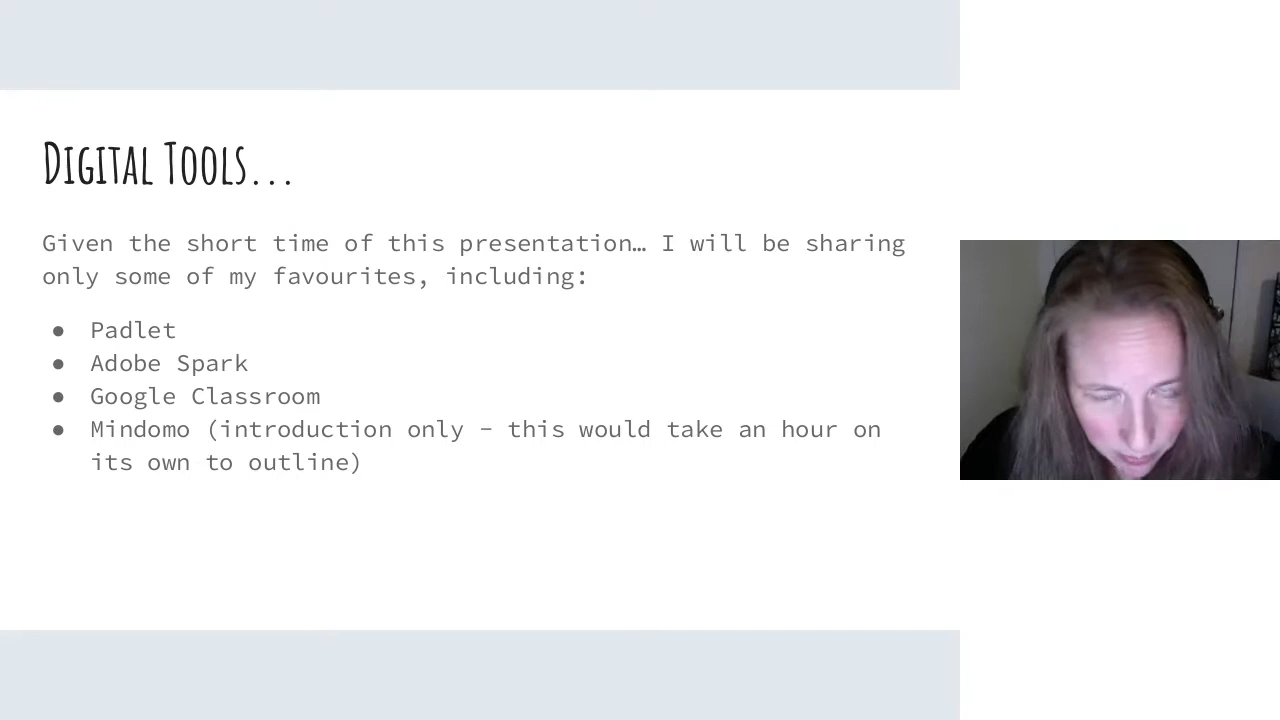 Digital Tools...
Given the short time of this presentation… I will be sharing
only some of my favourites, including:
● Padlet
● Adobe Spark
● Google Classroom
● Mindomo (introduction only - this would take an hour on
its own to outline)